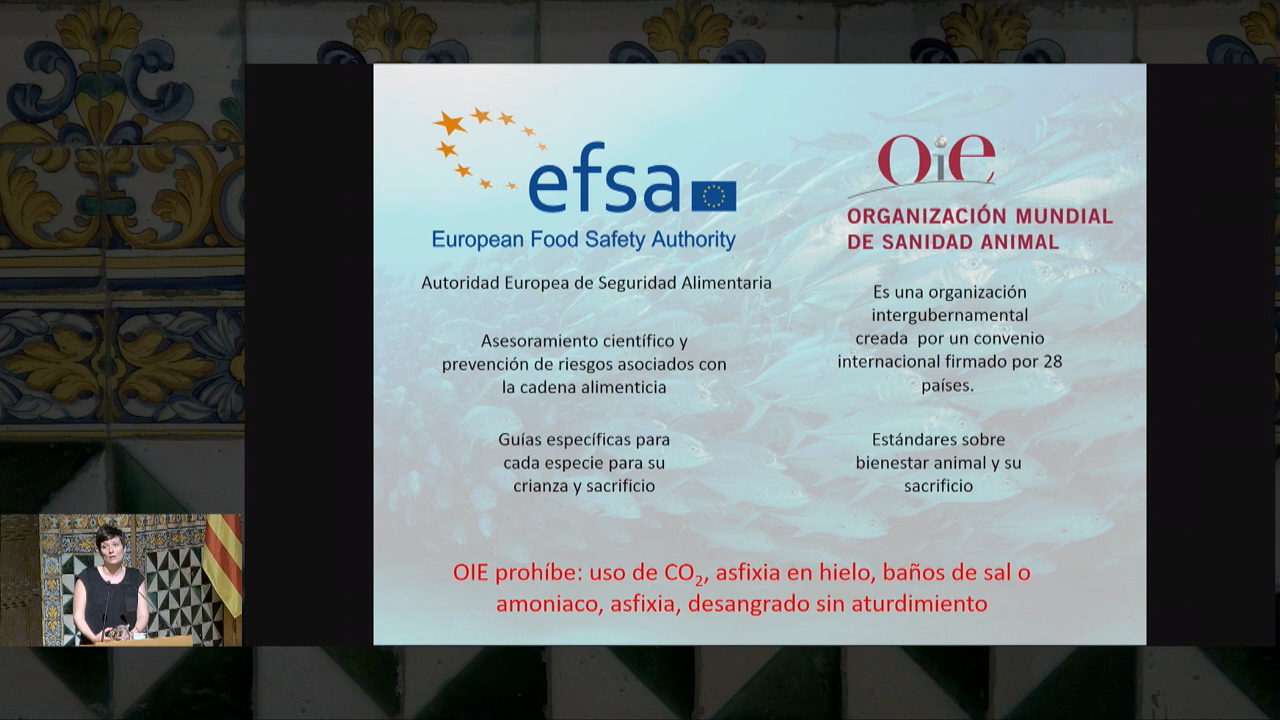 efsa
European Food Safety Authority
Autoridad Europea de Seguridad Alimentaria
Asesoramiento científico y
prevención de riesgos asociados con
la cadena alimenticia
Guías específicas para
cada especie para su
crianza y sacrificio
oie
ORGANIZACIÓN MUNDIAL
DE SANIDAD ANIMAL
Es una organización
intergubernamental
creada por un convenio
internacional firmado por 28
países.
Estándares sobre
bienestar animal y su
sacrificio
OIE prohíbe: uso de CO₂, asfixia en hielo, baños de sal o
amoniaco, asfixia, desangrado sin aturdimiento